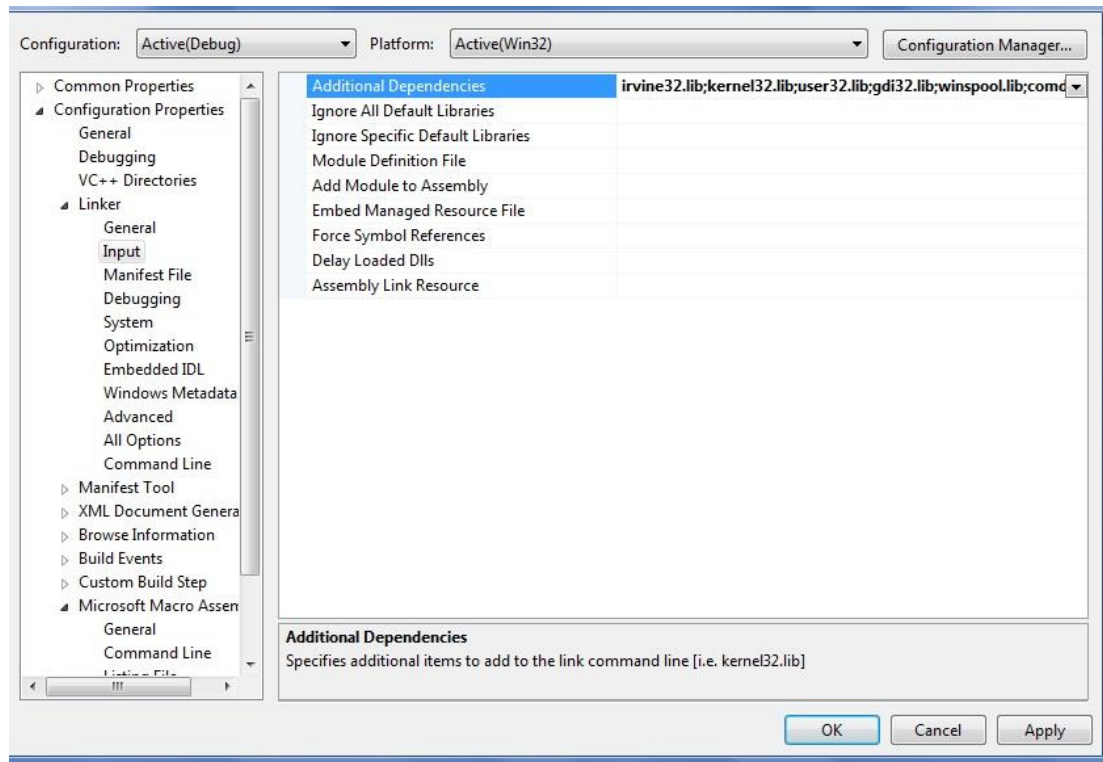 Configuration: Active(Debug) Platform: Active(Win32) Configuration Manager...
Common Properties
Configuration Properties
General
Debugging
VC++ Directories
Linker
General
Input
Manifest File
Debugging
System
Optimization
Embedded IDL
Windows Metadata
Advanced
All Options
Command Line
Manifest Tool
XML Document Genera
Browse Information
Build Events
Custom Build Step
Microsoft Macro Assem
General
Command Line
Listing File
Additional Dependencies irvine32.lib;kernel32.lib;user32.lib;gdi32.lib;winspool.lib;comd
Ignore All Default Libraries
Ignore Specific Default Libraries
Module Definition File
Add Module to Assembly
Embed Managed Resource File
Force Symbol References
Delay Loaded Dlls
Assembly Link Resource
Additional Dependencies
Specifies additional items to add to the link command line [i.e. kernel32.lib]
OK Cancel Apply